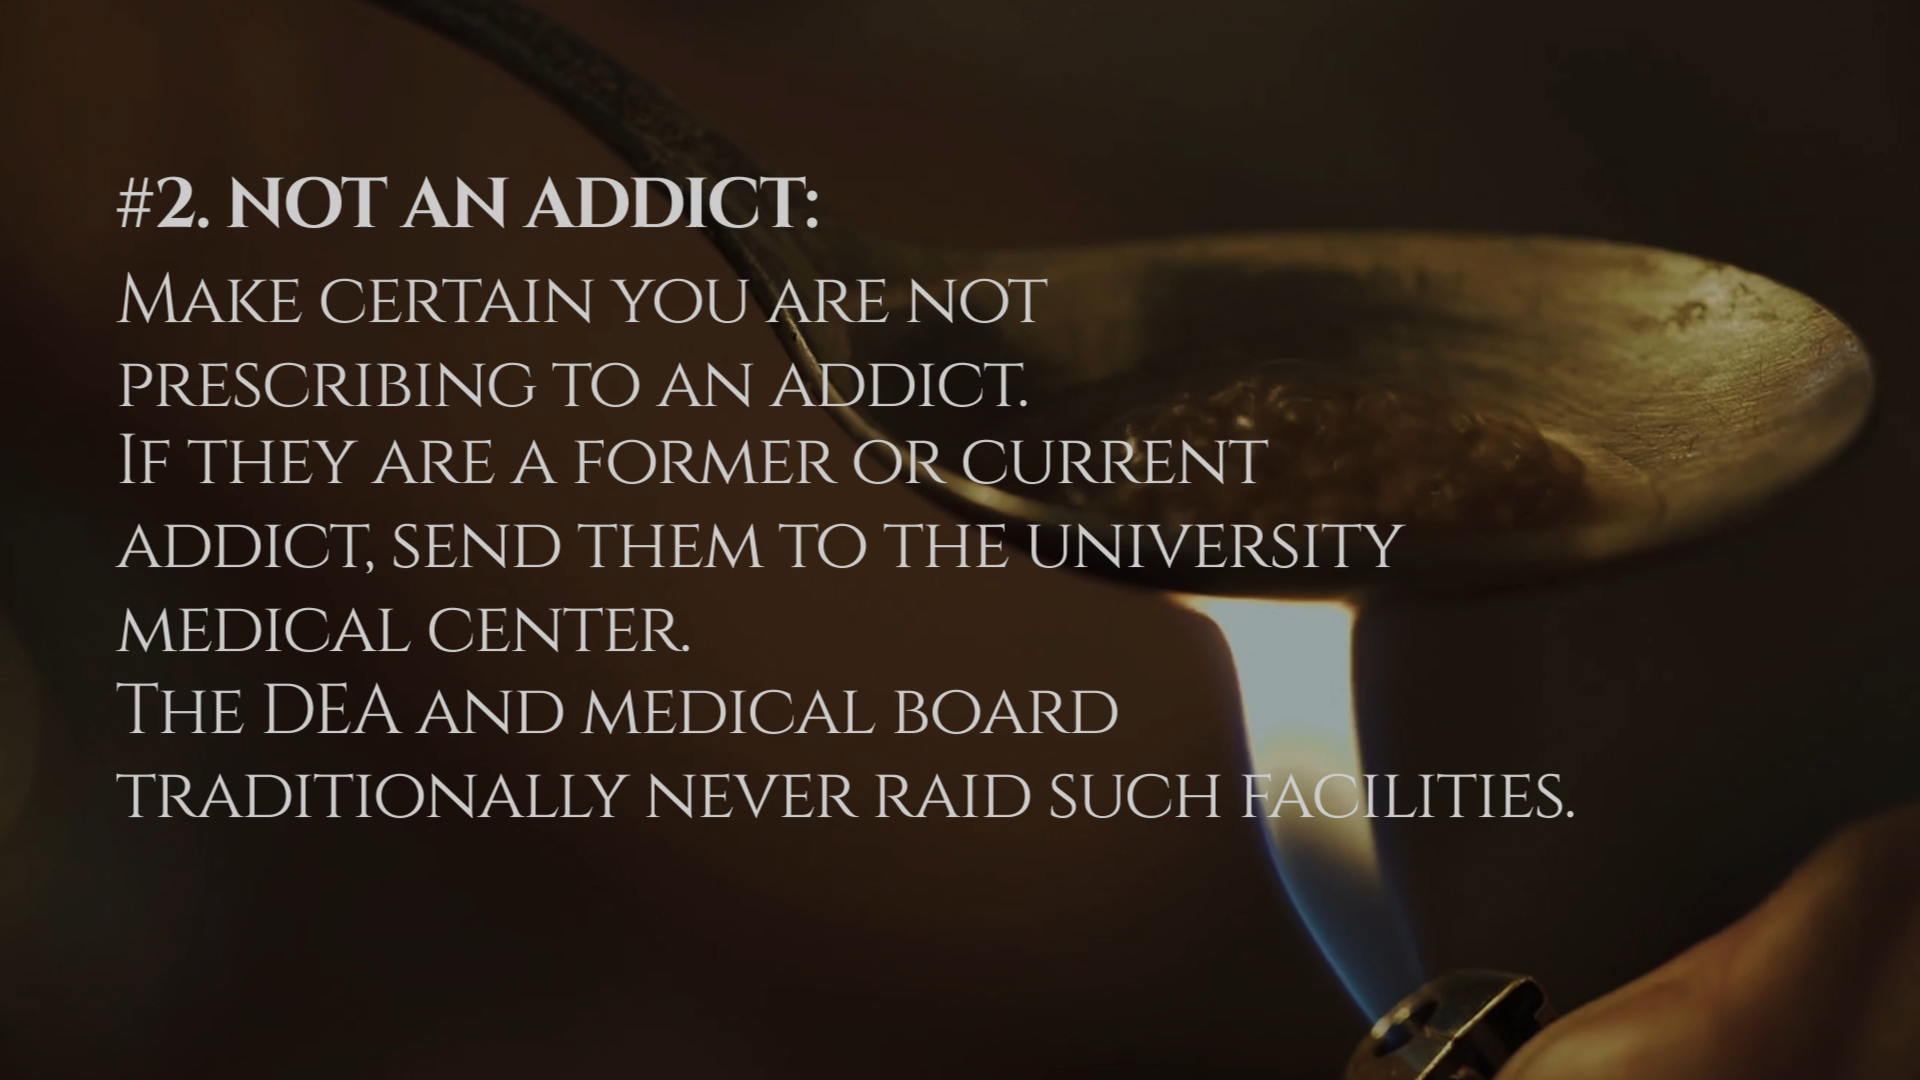 #2. NOT AN ADDICT:
MAKE CERTAIN YOU ARE NOT
PRESCRIBING TO AN ADDICT.
IF THEY ARE A FORMER OR CURRENT
ADDICT, SEND THEM TO THE UNIVERSITY
MEDICAL CENTER.
THE DEA AND MEDICAL BOARD
TRADITIONALLY NEVER RAID SUCH FACILITIES.